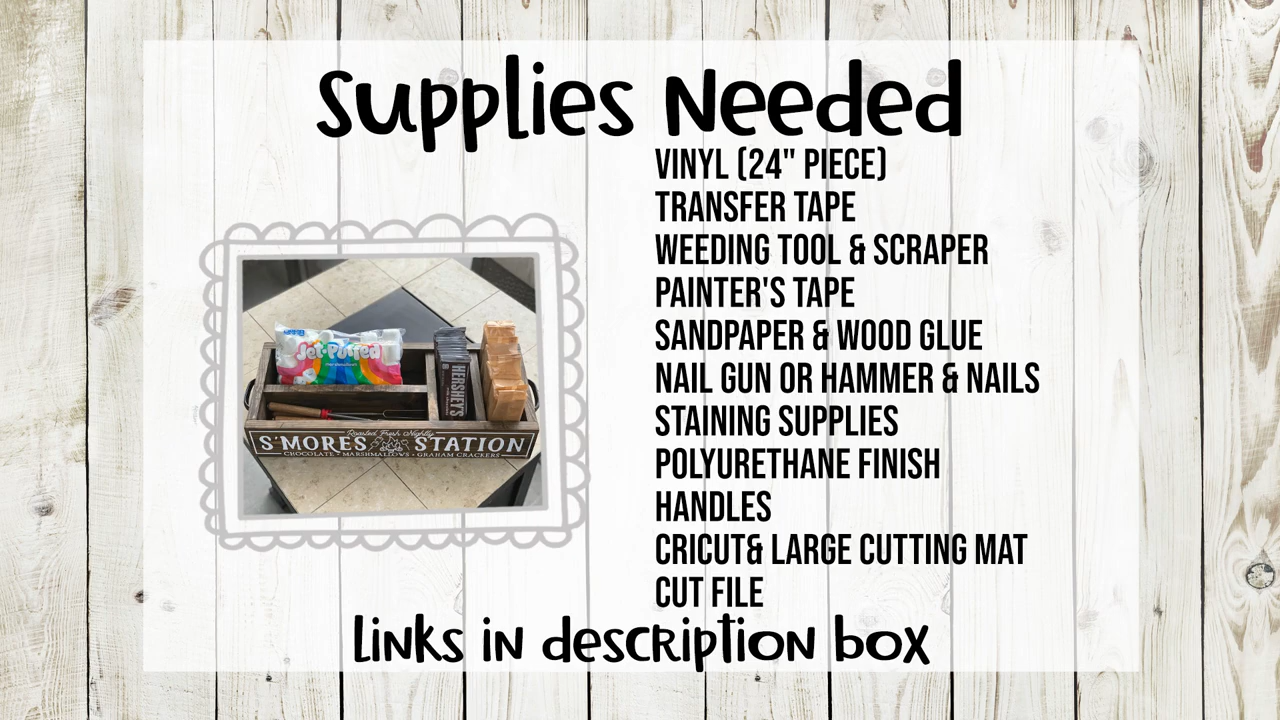 Supplies Needed
VINYL (24" PIECE)
TRANSFER TAPE
WEEDING TOOL & SCRAPER
PAINTER'S TAPE
SANDPAPER & WOOD GLUE
NAIL GUN OR HAMMER & NAILS
STAINING SUPPLIES
POLYURETHANE FINISH
HANDLES
CRICUT& LARGE CUTTING MAT
CUT FILE
Links in description box
Jet-Puffed
HERSHEY'S
Roasted Fresh Nightly
S'MORES STATION
CHOCOLATE - MARSHMALLOWS - GRAHAM CRACKERS